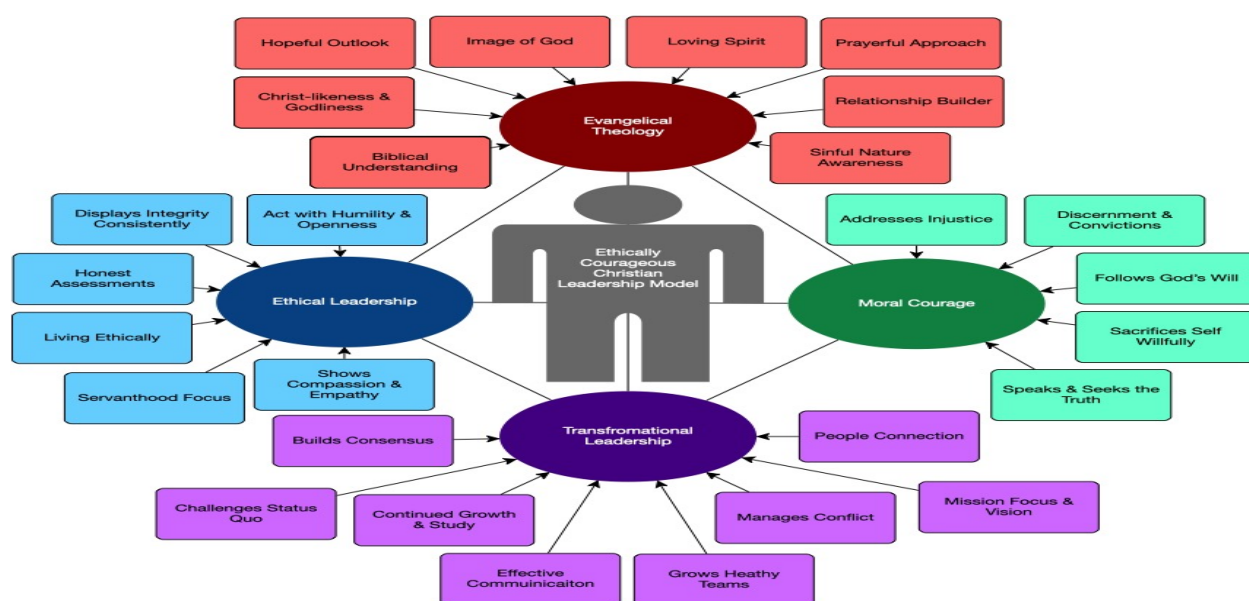 Hopeful Outlook
Image of God
Loving Spirit
Prayerful Approach
Christ-likeness &
Godliness
Relationship Builder
Evangelical
Theology
Biblical
Understanding
Sinful Nature
Awareness
Displays Integrity
Consistently
Act with Humility &
Openness
Addresses Injustice
Discernment &
Convictions
Ethically
Courageous
Christian
Leadership Model
Honest
Assessments
Ethical Leadership
Moral Courage
Follows God's Will
Living Ethically
Sacrifices Self
Willfully
Servanthood Focus
Shows
Compassion &
Empathy
Speaks & Seeks the
Truth
Builds Consensus
Transfromational
Leadership
People Connection
Challenges Status
Quo
Continued Growth
& Study
Manages Conflict
Mission Focus &
Vision
Effective
Commuinicaiton
Grows Heathy
Teams